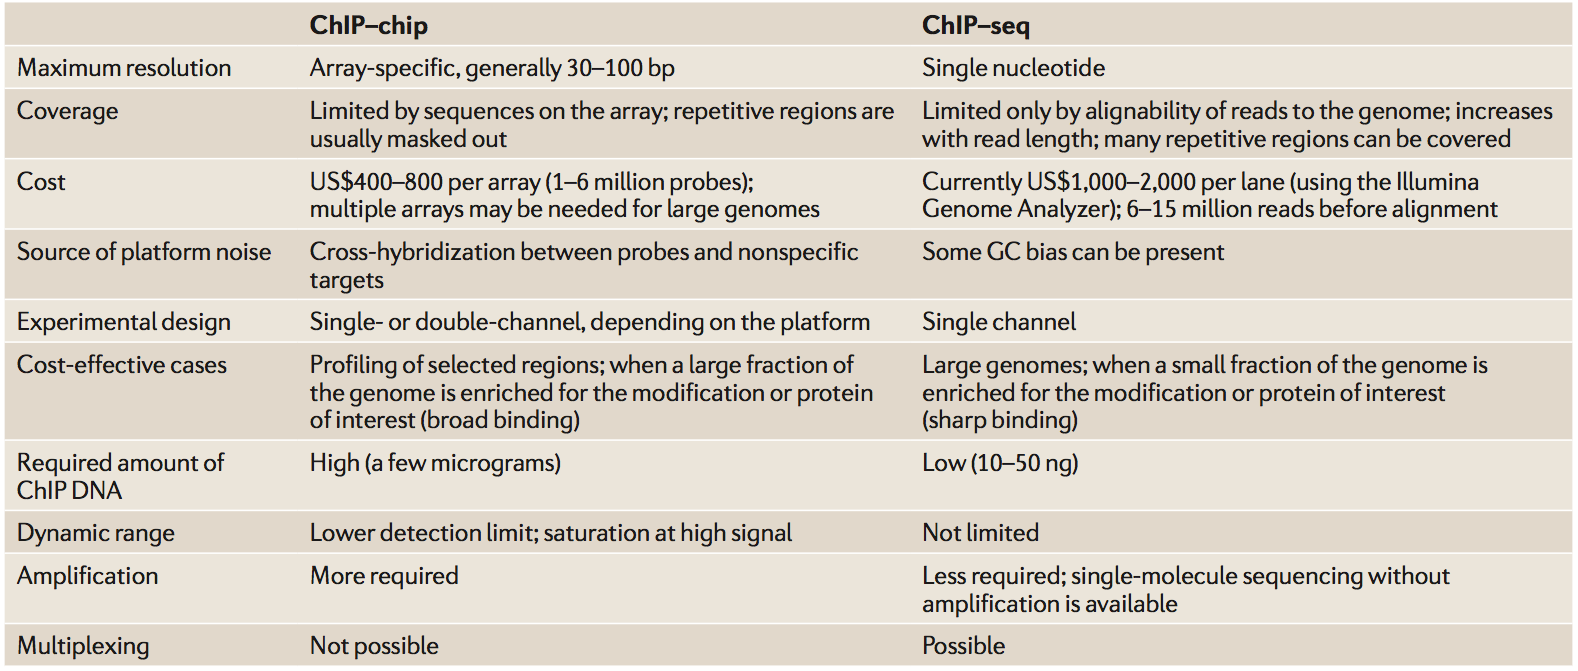 ChIP–chip ChIP–seq
Maximum resolution Array-specific, generally 30–100 bp Single nucleotide
Coverage Limited by sequences on the array; repetitive regions are Limited only by alignability of reads to the genome; increases
usually masked out with read length; many repetitive regions can be covered
Cost US$400–800 per array (1–6 million probes); Currently US$1,000–2,000 per lane (using the Illumina
multiple arrays may be needed for large genomes Genome Analyzer); 6–15 million reads before alignment
Source of platform noise Cross-hybridization between probes and nonspecific Some GC bias can be present
targets
Experimental design Single- or double-channel, depending on the platform Single channel
Cost-effective cases Profiling of selected regions; when a large fraction of Large genomes; when a small fraction of the genome is
the genome is enriched for the modification or protein enriched for the modification or protein of interest
of interest (broad binding) (sharp binding)
Required amount of High (a few micrograms) Low (10–50 ng)
ChIP DNA
Dynamic range Lower detection limit; saturation at high signal Not limited
Amplification More required Less required; single-molecule sequencing without
amplification is available
Multiplexing Not possible Possible